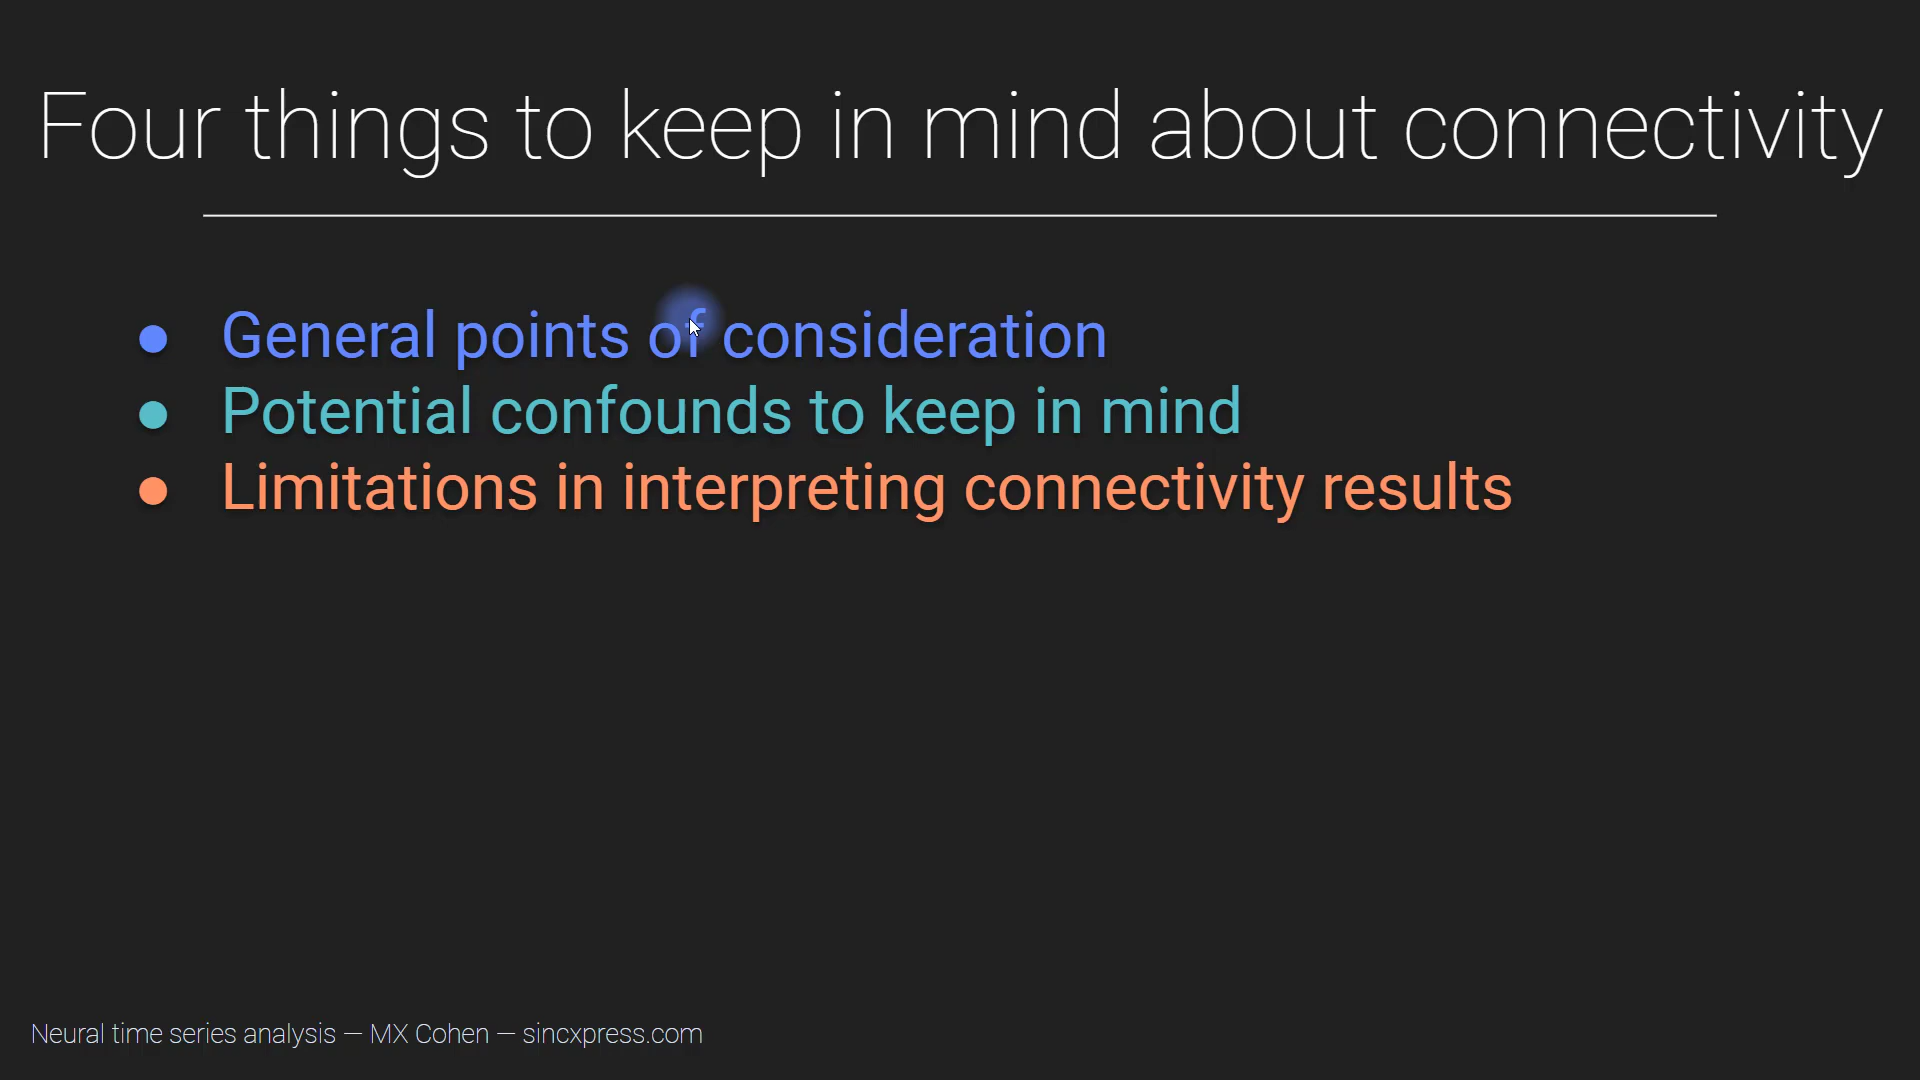 Four things to keep in mind about connectivity
● General points of consideration
● Potential confounds to keep in mind
● Limitations in interpreting connectivity results
Neural time series analysis — MX Cohen — sincxpress.com